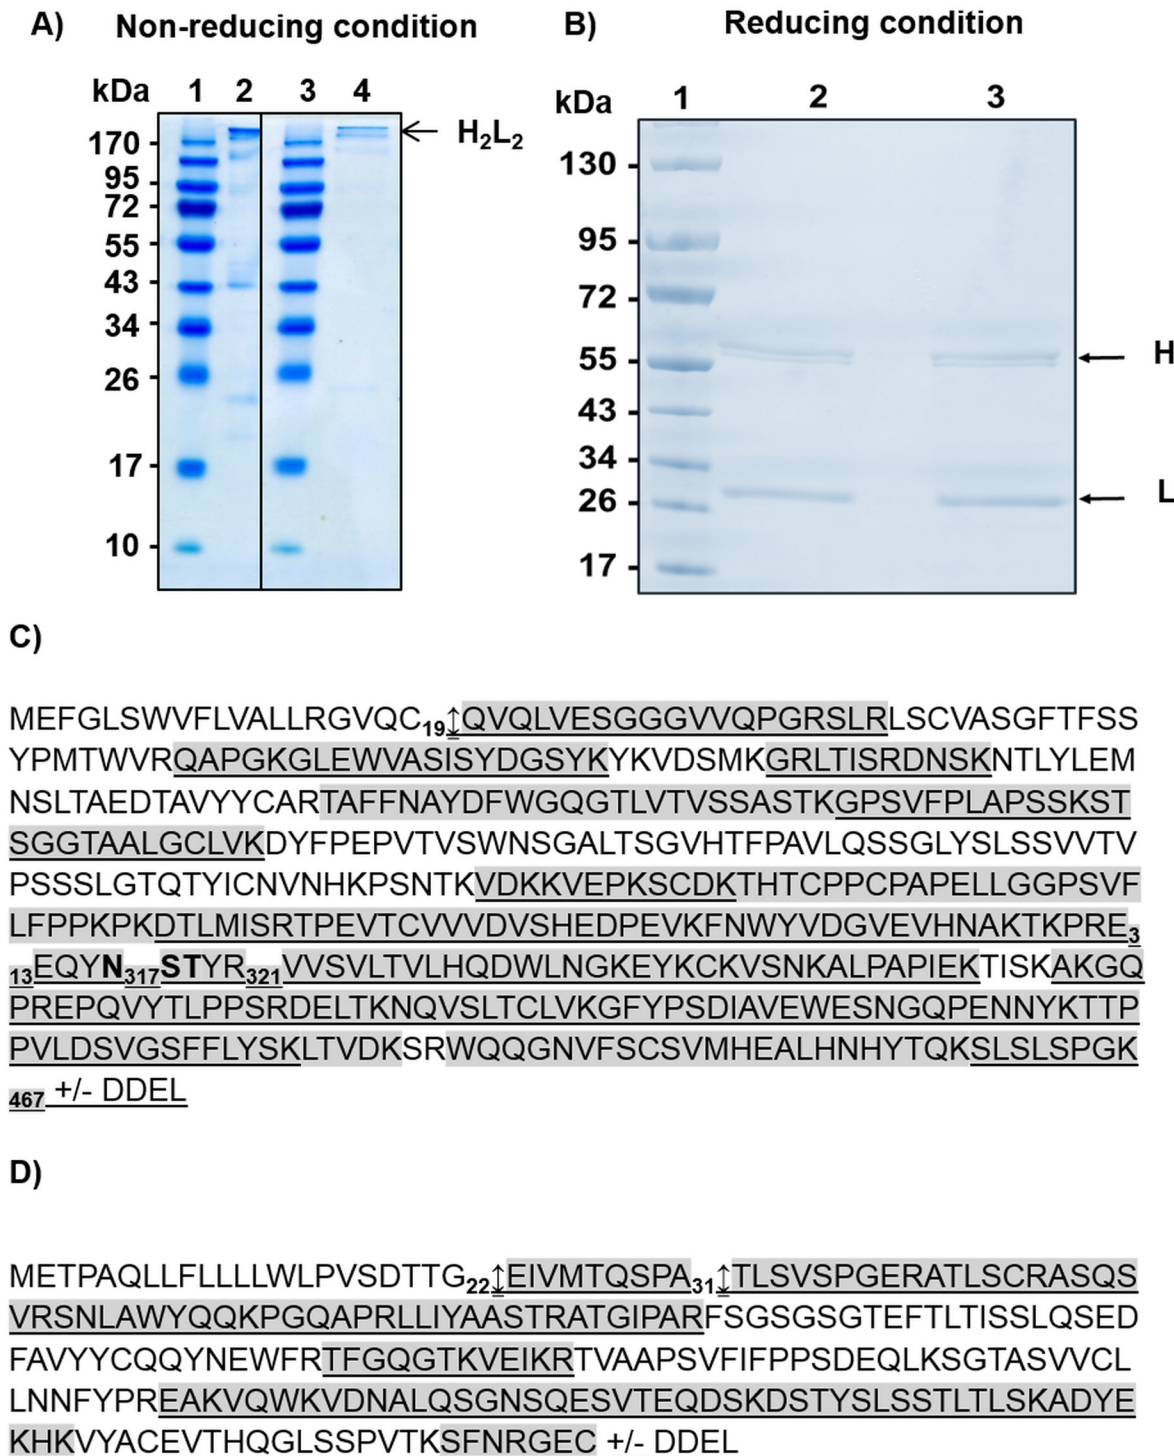 A) Non-reducing condition
kDa 1 2 3 4
170
95
72
55
43
34
26
17
10
H2L2
B) Reducing condition
kDa 1 2 3
130
95
72
55
43
34
26
17
H
L
C)
MEFGLSWVFLVALLRGVQC19↕QVQLVESGGGVVQPGRSLRLSCVASGFTFSS
YPMTWVRQAPGKGLEWVASISYDGSYKYKVDSMKGRLTISRDNSKNTLYLEM
NSLTAEDTAVYYCARTAFFNAYDFWGQGTLVTVSSASTKGPSVFPLAPSSKST
SGGTAALGCLVKDYFPEPVTVSWNSGALTSGVHTFPAVLQSSGLYSLSSVVTV
PSSSLGTQTYICNVNHKPSNTKVDKKVEPKSCDKTHTCPPCPAPELLGGPSVF
LFPPKPKDTLMISRTPEVTCVVVDVSHEDPEVKFNWYVDGVEVHNAKTKPRE3
13EQYN317STYR321VVSVLTVLHQDWLNGKEYKCKVSNKALPAPIEKTISKAKGQ
PREPQVYTLPPSRDELTKNQVSLTCLVKGFYPSDIAVEWESNGQPENNYKTTP
PVLDSVGSFFLYSKLTVDKSRWQQGNVFSCSVMHEALHNHYTQKSLSLSPGK
467 +/- DDEL
D)
METPAQLLFLLLLWLPVSDTTG22↕EIVMTQSPA31↕TLSVSPGERATLSCRASQS
VRSNLAWYQQKPGQAPRLLIYAASTRATGIPARFSGSGSGTEFTLTISSLQSED
FAVYYCQQYNEWFRTFGQGTKVEIKRTVAAPSVFIFPPSDEQLKSGTASVVCL
LNNFYPREAKVQWKVDNALQSGNSQESVTEQDSKDSTYSLSSTLTLSKADYE
KHKVYACEVTHQGLSSPVTKSFNRGEC +/- DDEL